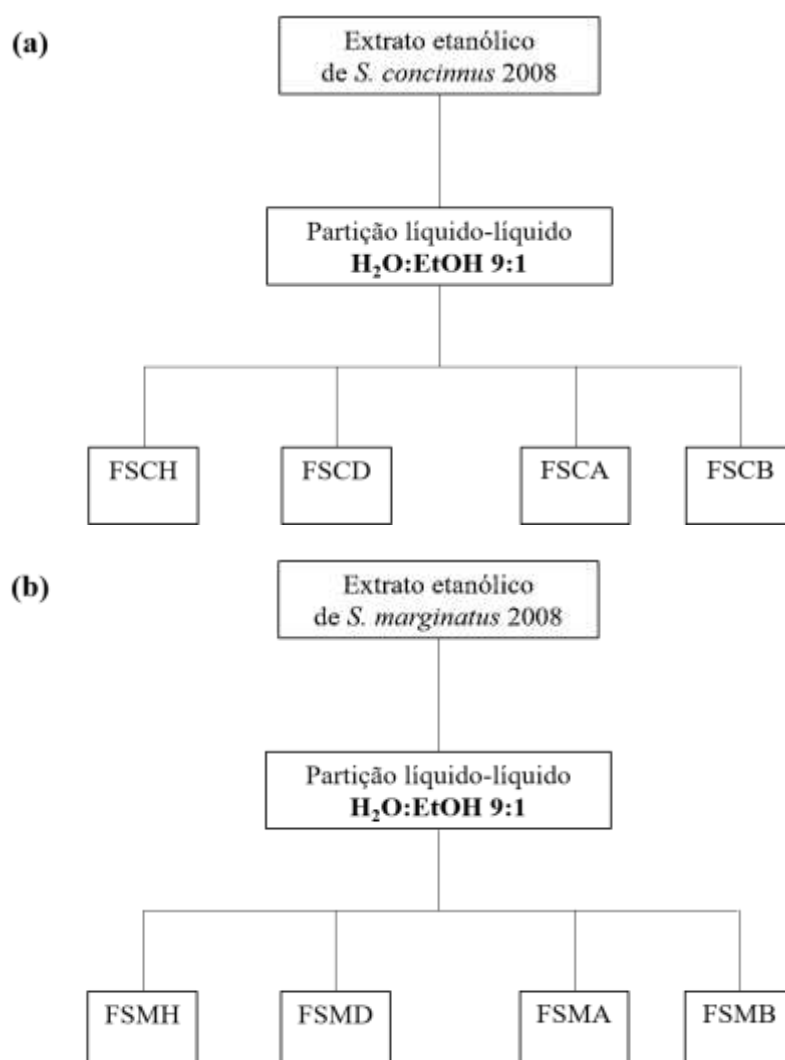 (a)
Extrato etanólico
de S. concinnus 2008
Partição líquido-líquido
H₂O:EtOH 9:1
FSCH FSCD FSCA FSCB
(b)
Extrato etanólico
de S. marginatus 2008
Partição líquido-líquido
H₂O:EtOH 9:1
FSMH FSMD FSMA FSMB